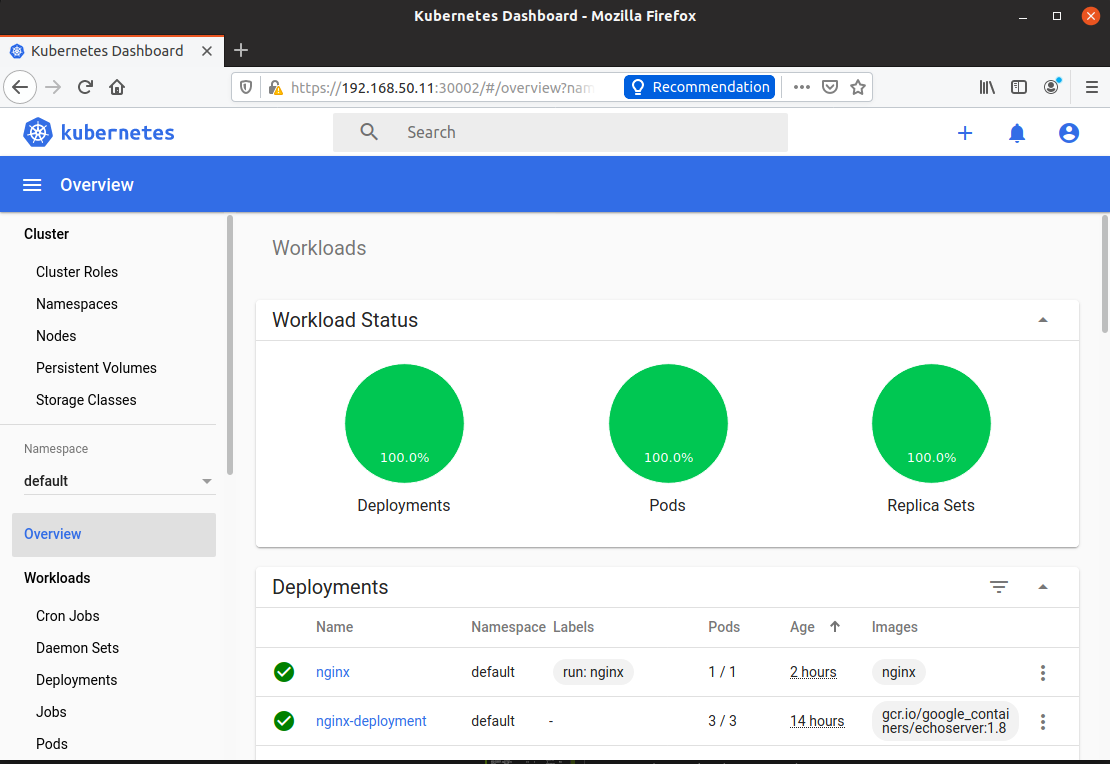 Kubernetes Dashboard - Mozilla Firefox
Kubernetes Dashboard
https://192.168.50.11:30002/#/overview?nam
Recommendation
kubernetes
Search
Overview
Cluster
Cluster Roles
Namespaces
Nodes
Persistent Volumes
Storage Classes
Namespace
default
Overview
Workloads
Cron Jobs
Daemon Sets
Deployments
Jobs
Pods
Workloads
Workload Status
100.0% 100.0% 100.0%
Deployments Pods Replica Sets
Deployments
Name Namespace Labels Pods Age Images
nginx default run: nginx 1 / 1 2 hours nginx
nginx-deployment default - 3 / 3 14 hours gcr.io/google_contai
ners/echoserver:1.8